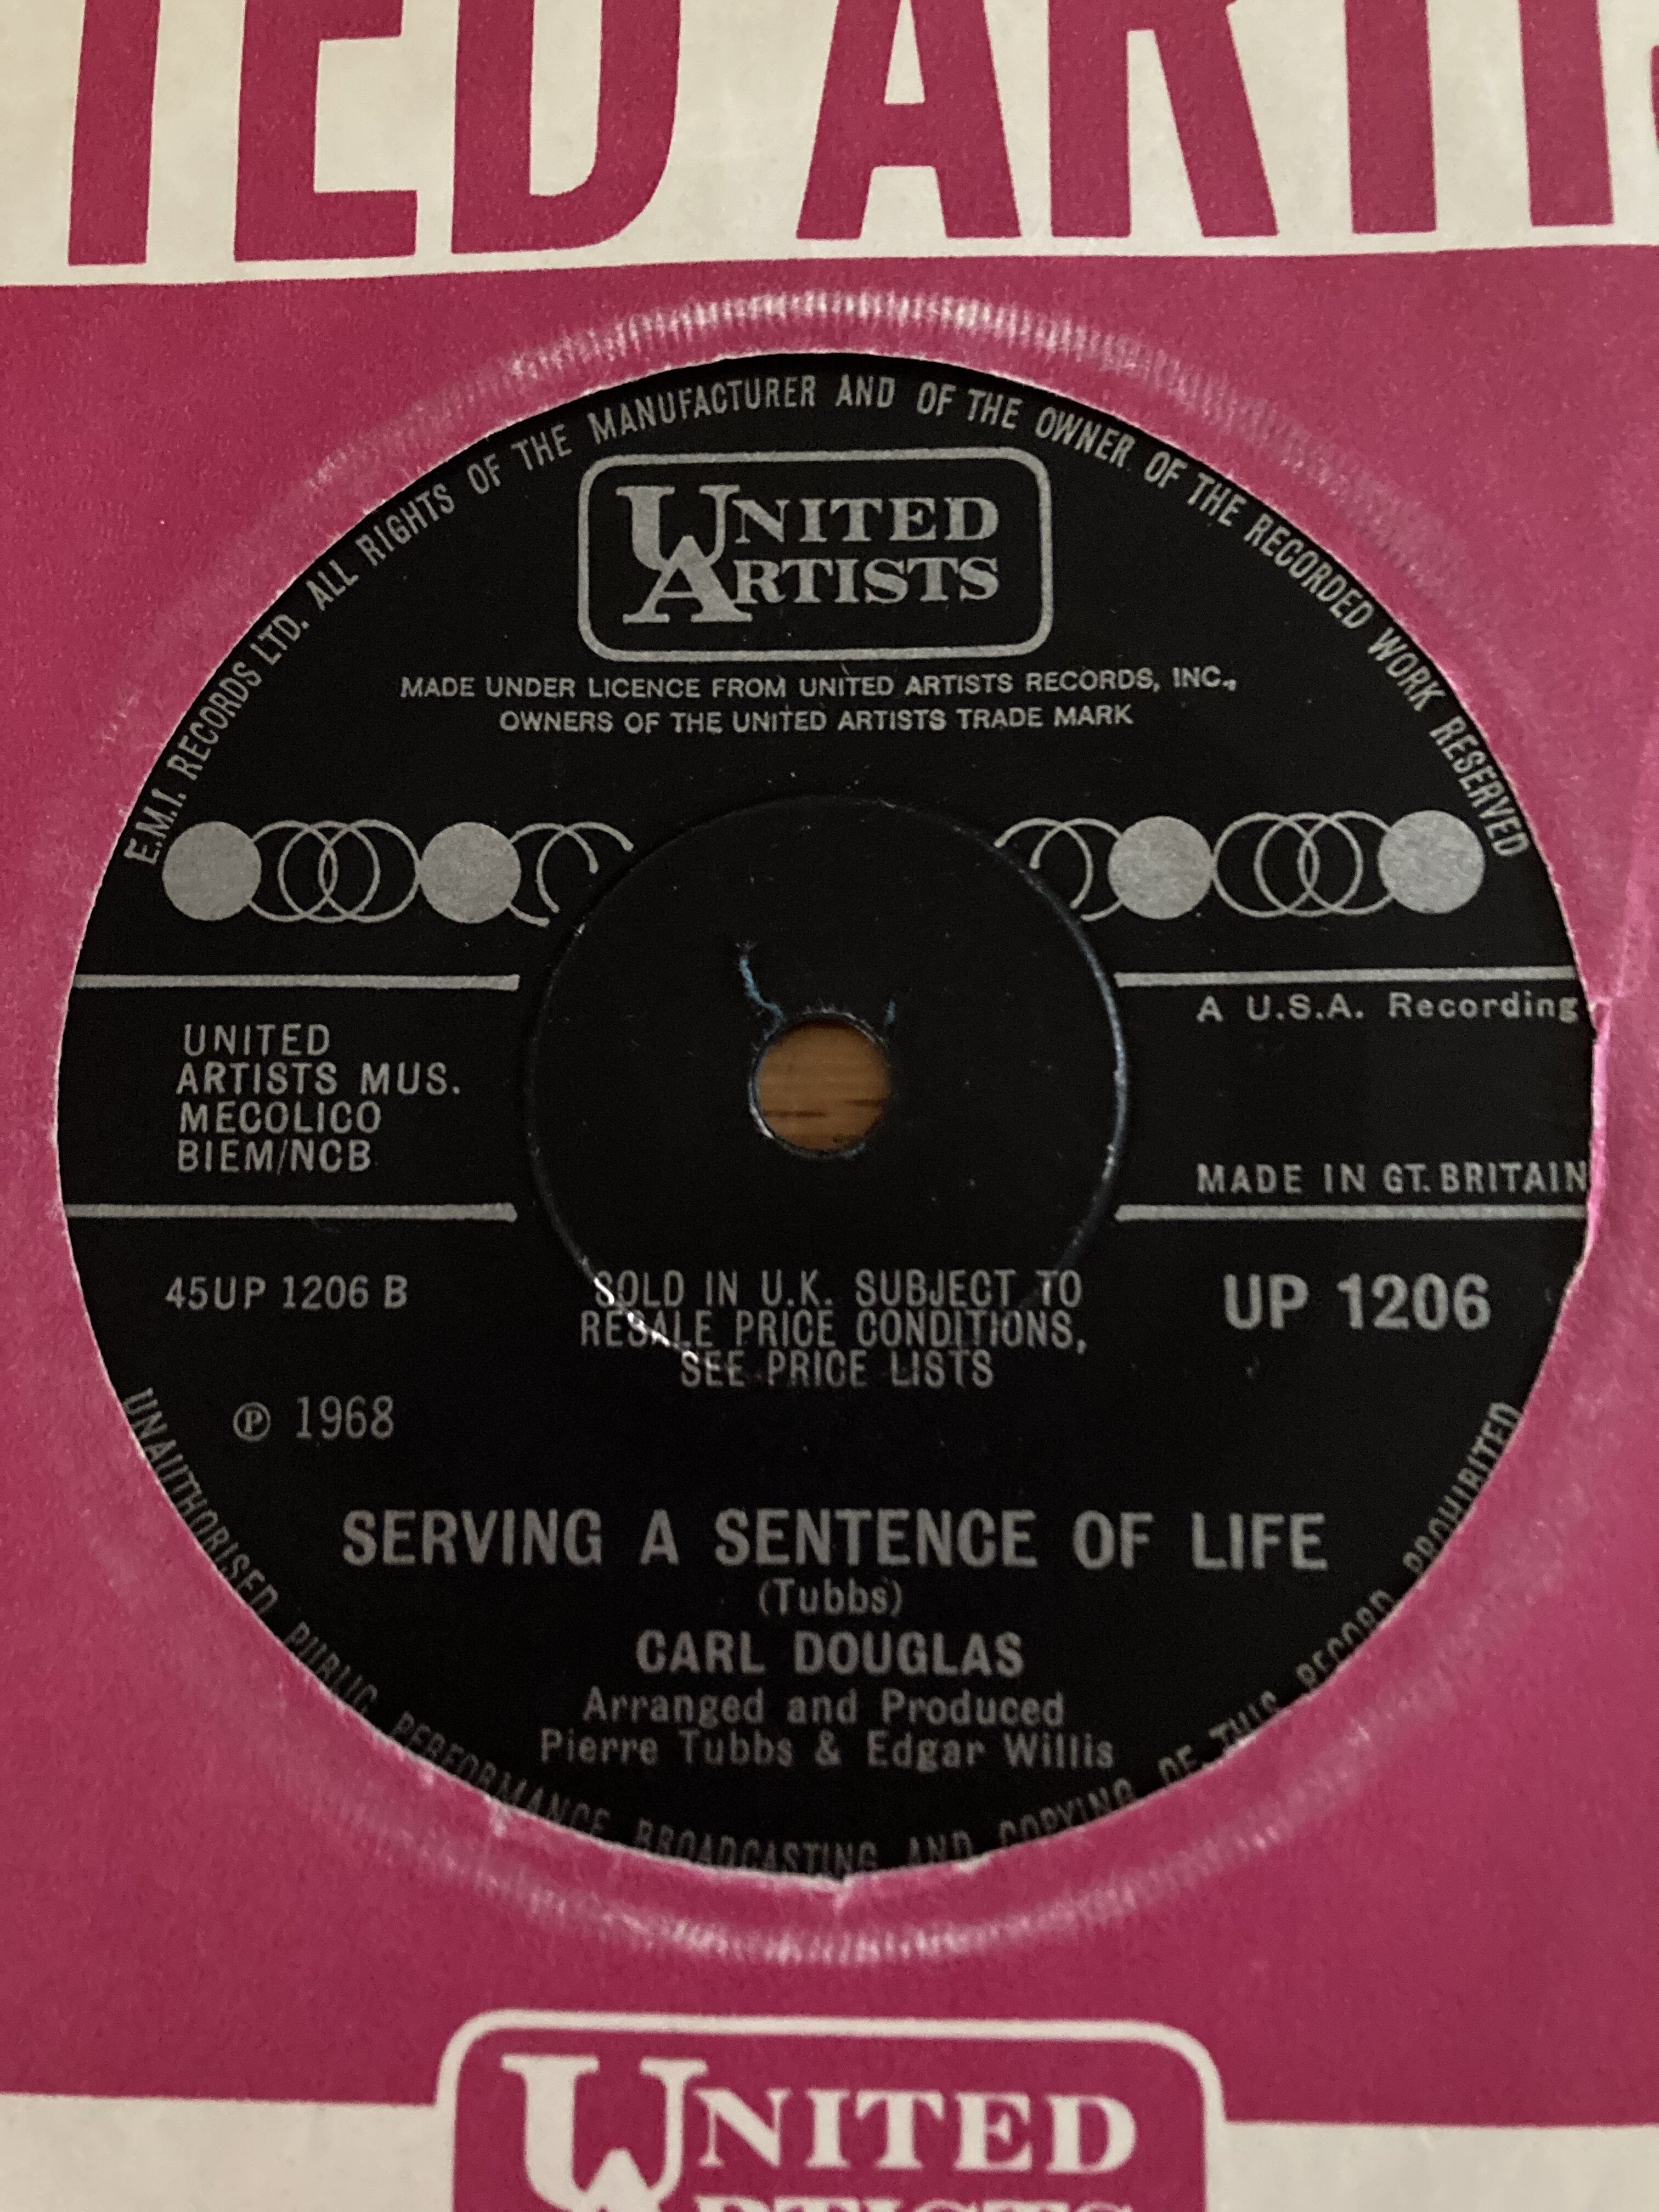 TED ARTIS
E.M.I. RECORDS LTD. ALL RIGHTS OF THE MANUFACTURER AND OF THE OWNER OF THE RECORDED WORK RESERVED
UNITED
ARTISTS
MADE UNDER LICENCE FROM UNITED ARTISTS RECORDS, INC.,
OWNERS OF THE UNITED ARTISTS TRADE MARK
UNITED
ARTISTS MUS.
MECOLICO
BIEM/NCB
A U.S.A. Recording
MADE IN GT. BRITAIN
45UP 1206 B
SOLD IN U.K. SUBJECT TO
RESALE PRICE CONDITIONS,
SEE PRICE LISTS
UP 1206
℗ 1968
SERVING A SENTENCE OF LIFE
(Tubbs)
CARL DOUGLAS
Arranged and Produced
Pierre Tubbs & Edgar Willis
UNAUTHORISED PUBLIC PERFORMANCE BROADCASTING AND COPYING OF THIS RECORD PROHIBITED
UNITED
ARTISTS